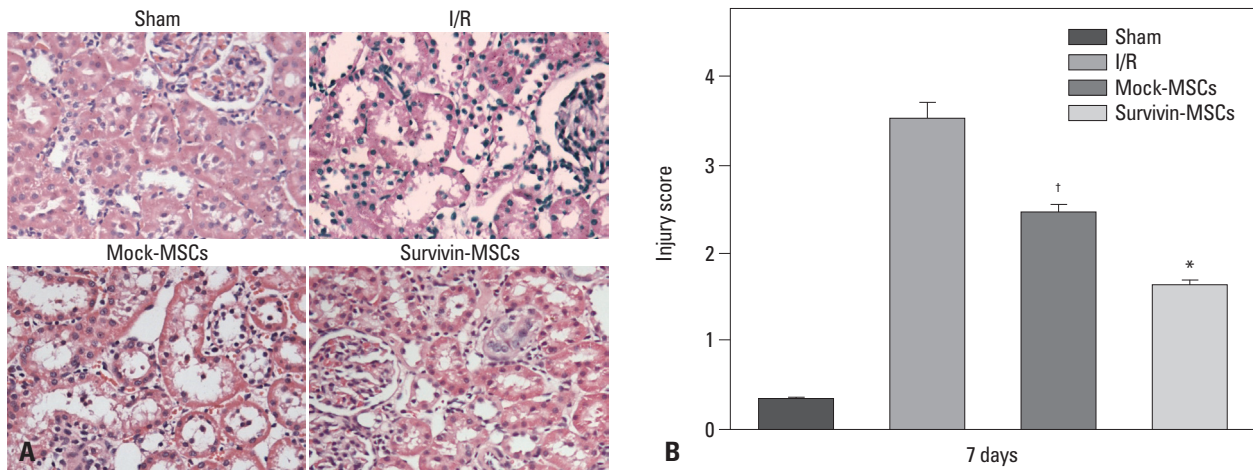 Sham
I/R
Mock-MSCs
Survivin-MSCs
A
Sham
I/R
Mock-MSCs
Survivin-MSCs
Injury score
4
3
2
1
0
†
*
7 days
B